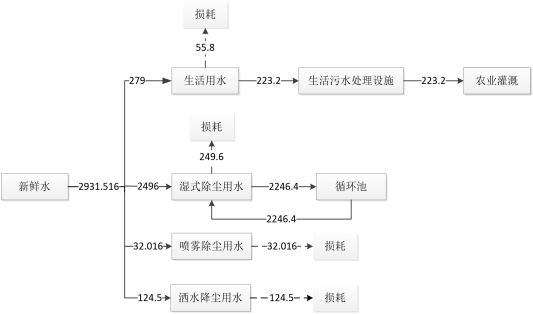 损耗
55.8
279
生活用水
223.2
生活污水处理设施
223.2
农业灌溉
损耗
249.6
新鲜水
2931.516
2496
湿式除尘用水
2246.4
循环池
2246.4
32.016
喷雾除尘用水
32.016
损耗
124.5
洒水降尘用水
124.5
损耗